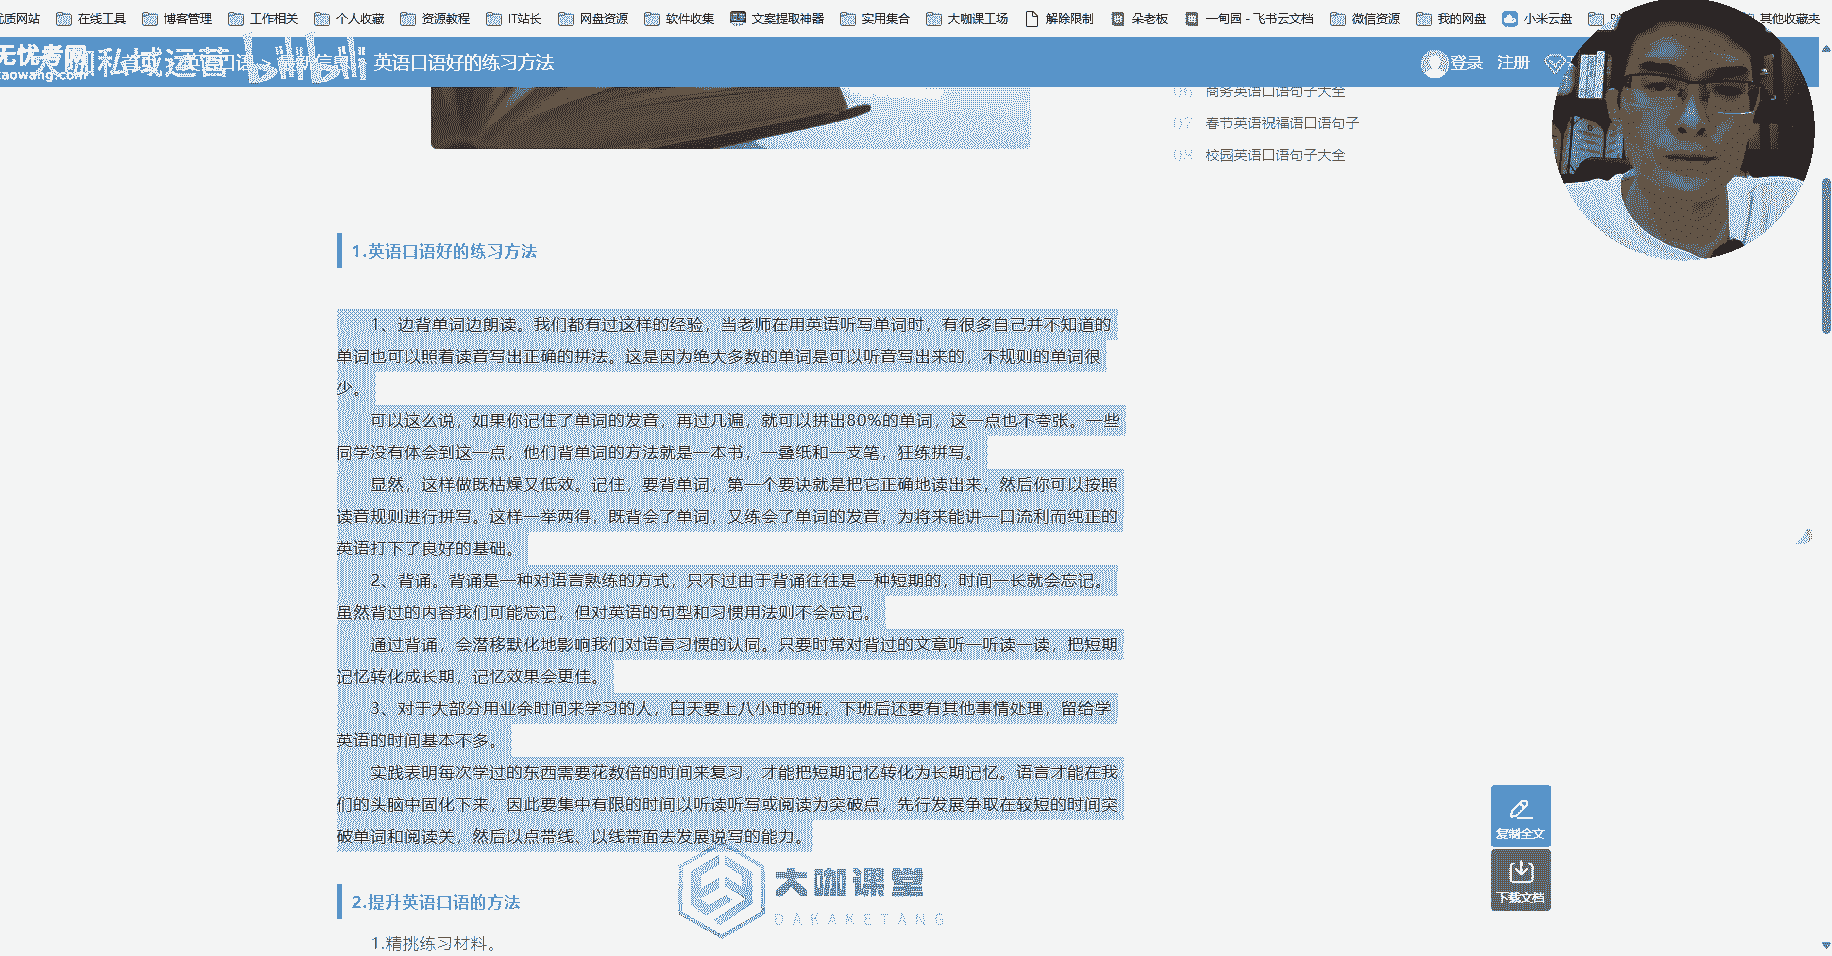 优质网站 在线工具 博客管理 工作相关 个人收藏 资源教程 IT站长 网盘资源 软件收集 文案提取神器 实用集合 大咖课工场 解除限制 朵老板 一甸园 - 飞书云文档 微信资源 我的网盘 小米云盘 其他收藏夹
无忧考网
私域运营 bilibili
英语口语好的练习方法
登录 注册
06 商务英语口语句子大全
07 春节英语祝福语口语句子
08 校园英语口语句子大全
1.英语口语好的练习方法
1、边背单词边朗读。我们都有过这样的经验，当老师在用英语听写单词时，有很多自己并不知道的
单词也可以照着读音写出正确的拼法。这是因为绝大多数的单词是可以听音写出来的，不规则的单词很
少。
可以这么说，如果你记住了单词的发音，再过几遍，就可以拼出80%的单词，这一点也不夸张。一些
同学没有体会到这一点，他们背单词的方法就是一本书，一叠纸和一支笔，狂练拼写。
显然，这样做既枯燥又低效。记住，要背单词，第一个要诀就是把它正确地读出来，然后你可以按照
读音规则进行拼写。这样一举两得，既背会了单词，又练会了单词的发音，为将来能讲一口流利而纯正的
英语打下了良好的基础。
2、背诵。背诵是一种对语言熟练的方式，只不过由于背诵往往是一种短期的，时间一长就会忘记。
虽然背过的内容我们可能忘记，但对英语的句型和习惯用法则不会忘记。
通过背诵，会潜移默化地影响我们对语言习惯的认同。只要时常对背过的文章听一听读一读，把短期
记忆转化成长期，记忆效果会更佳。
3、对于大部分用业余时间来学习的人，白天要上八小时的班，下班后还要有其他事情处理，留给学
英语的时间基本不多。
实践表明每次学过的东西需要花数倍的时间来复习，才能把短期记忆转化为长期记忆。语言才能在我
们的头脑中固化下来，因此要集中有限的时间以听读听写或阅读为突破点，先行发展争取在较短的时间突
破单词和阅读关，然后以点带线、以线带面去发展说写的能力。
复制全文
下载文档
大咖课堂
DAKAKETANG
2.提升英语口语的方法
1.精挑练习材料。